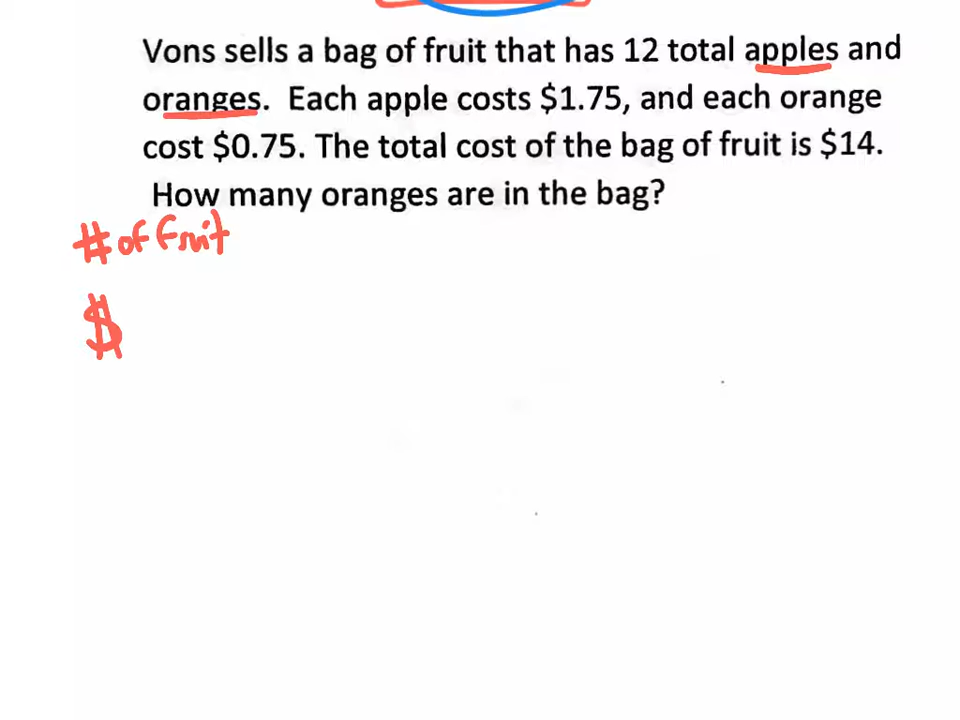 Vons sells a bag of fruit that has 12 total apples and
oranges. Each apple costs $1.75, and each orange
cost $0.75. The total cost of the bag of fruit is $14.
How many oranges are in the bag?
# of fruit
$